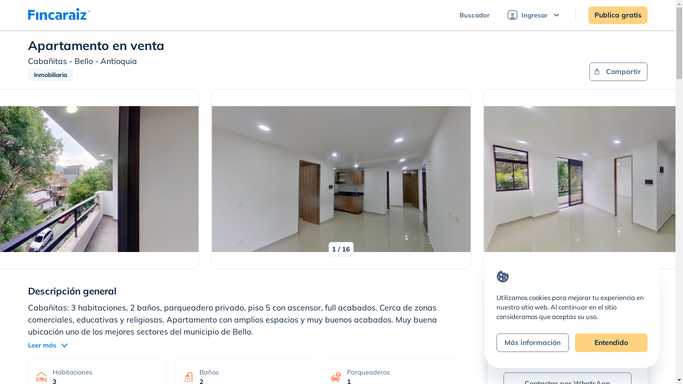 Fincaraiz
Buscador
Ingresar
Publica gratis
Apartamento en venta
Cabañitas - Bello - Antioquia
Inmobiliaria
Compartir
1 / 16
Descripción general
Cabañitas: 3 habitaciones, 2 baños, parqueadero privado, piso 5 con ascensor, full acabados. Cerca de zonas
comerciales, educativas y religiosas. Apartamento con amplios espacios y muy buenos acabados. Muy buena
ubicación uno de los mejores sectores del municipio de Bello.
Leer más
Habitaciones
3
Baños
2
Parqueaderos
1
Utilizamos cookies para mejorar tu experiencia en
nuestro sitio web. Al continuar en el sitio
consideramos que aceptas su uso.
Más información
Entendido
Contactar por WhatsApp